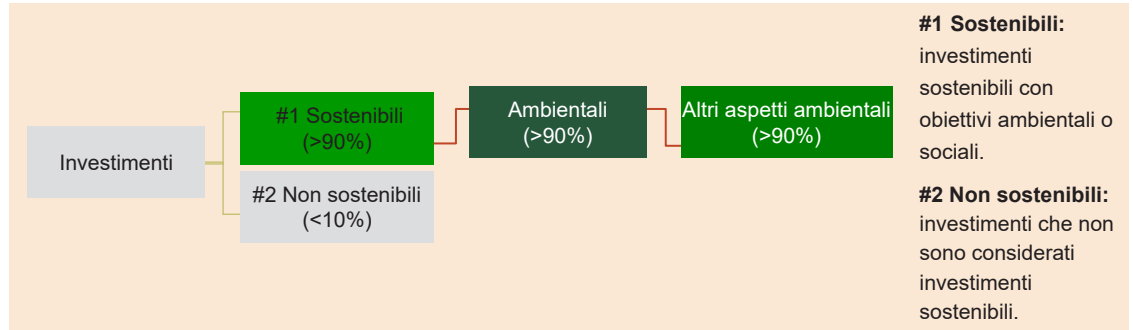 Investimenti
#1 Sostenibili
(>90%)
#2 Non sostenibili
(<10%)
Ambientali
(>90%)
Altri aspetti ambientali
(>90%)
#1 Sostenibili:
investimenti
sostenibili con
obiettivi ambientali o
sociali.
#2 Non sostenibili:
investimenti che non
sono considerati
investimenti
sostenibili.